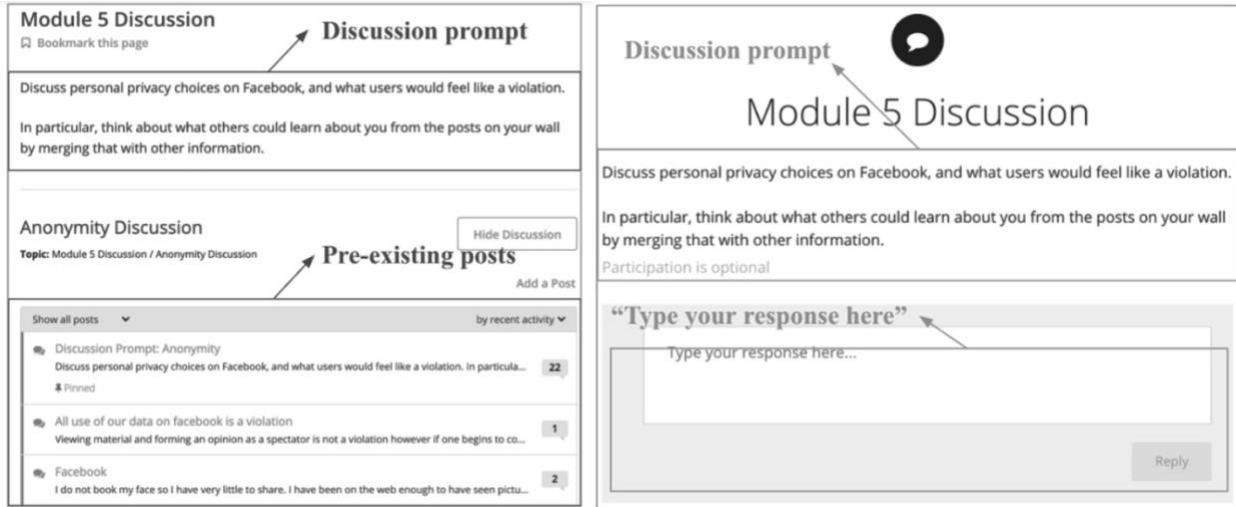 Module 5 Discussion
Bookmark this page
Discussion prompt
Discuss personal privacy choices on Facebook, and what users would feel like a violation.
In particular, think about what others could learn about you from the posts on your wall
by merging that with other information.
Anonymity Discussion
Hide Discussion
Topic: Module 5 Discussion / Anonymity Discussion
Pre-existing posts
Add a Post
Show all posts
by recent activity
Discussion Prompt: Anonymity
Discuss personal privacy choices on Facebook, and what users would feel like a violation. In particula...
22
Pinned
All use of our data on facebook is a violation
Viewing material and forming an opinion as a spectator is not a violation however if one begins to co...
1
Facebook
I do not book my face so I have very little to share. I have been on the web enough to have seen pictu...
2
Discussion prompt
Module 5 Discussion
Discuss personal privacy choices on Facebook, and what users would feel like a violation.
In particular, think about what others could learn about you from the posts on your wall
by merging that with other information.
Participation is optional
“Type your response here”
Type your response here...
Reply